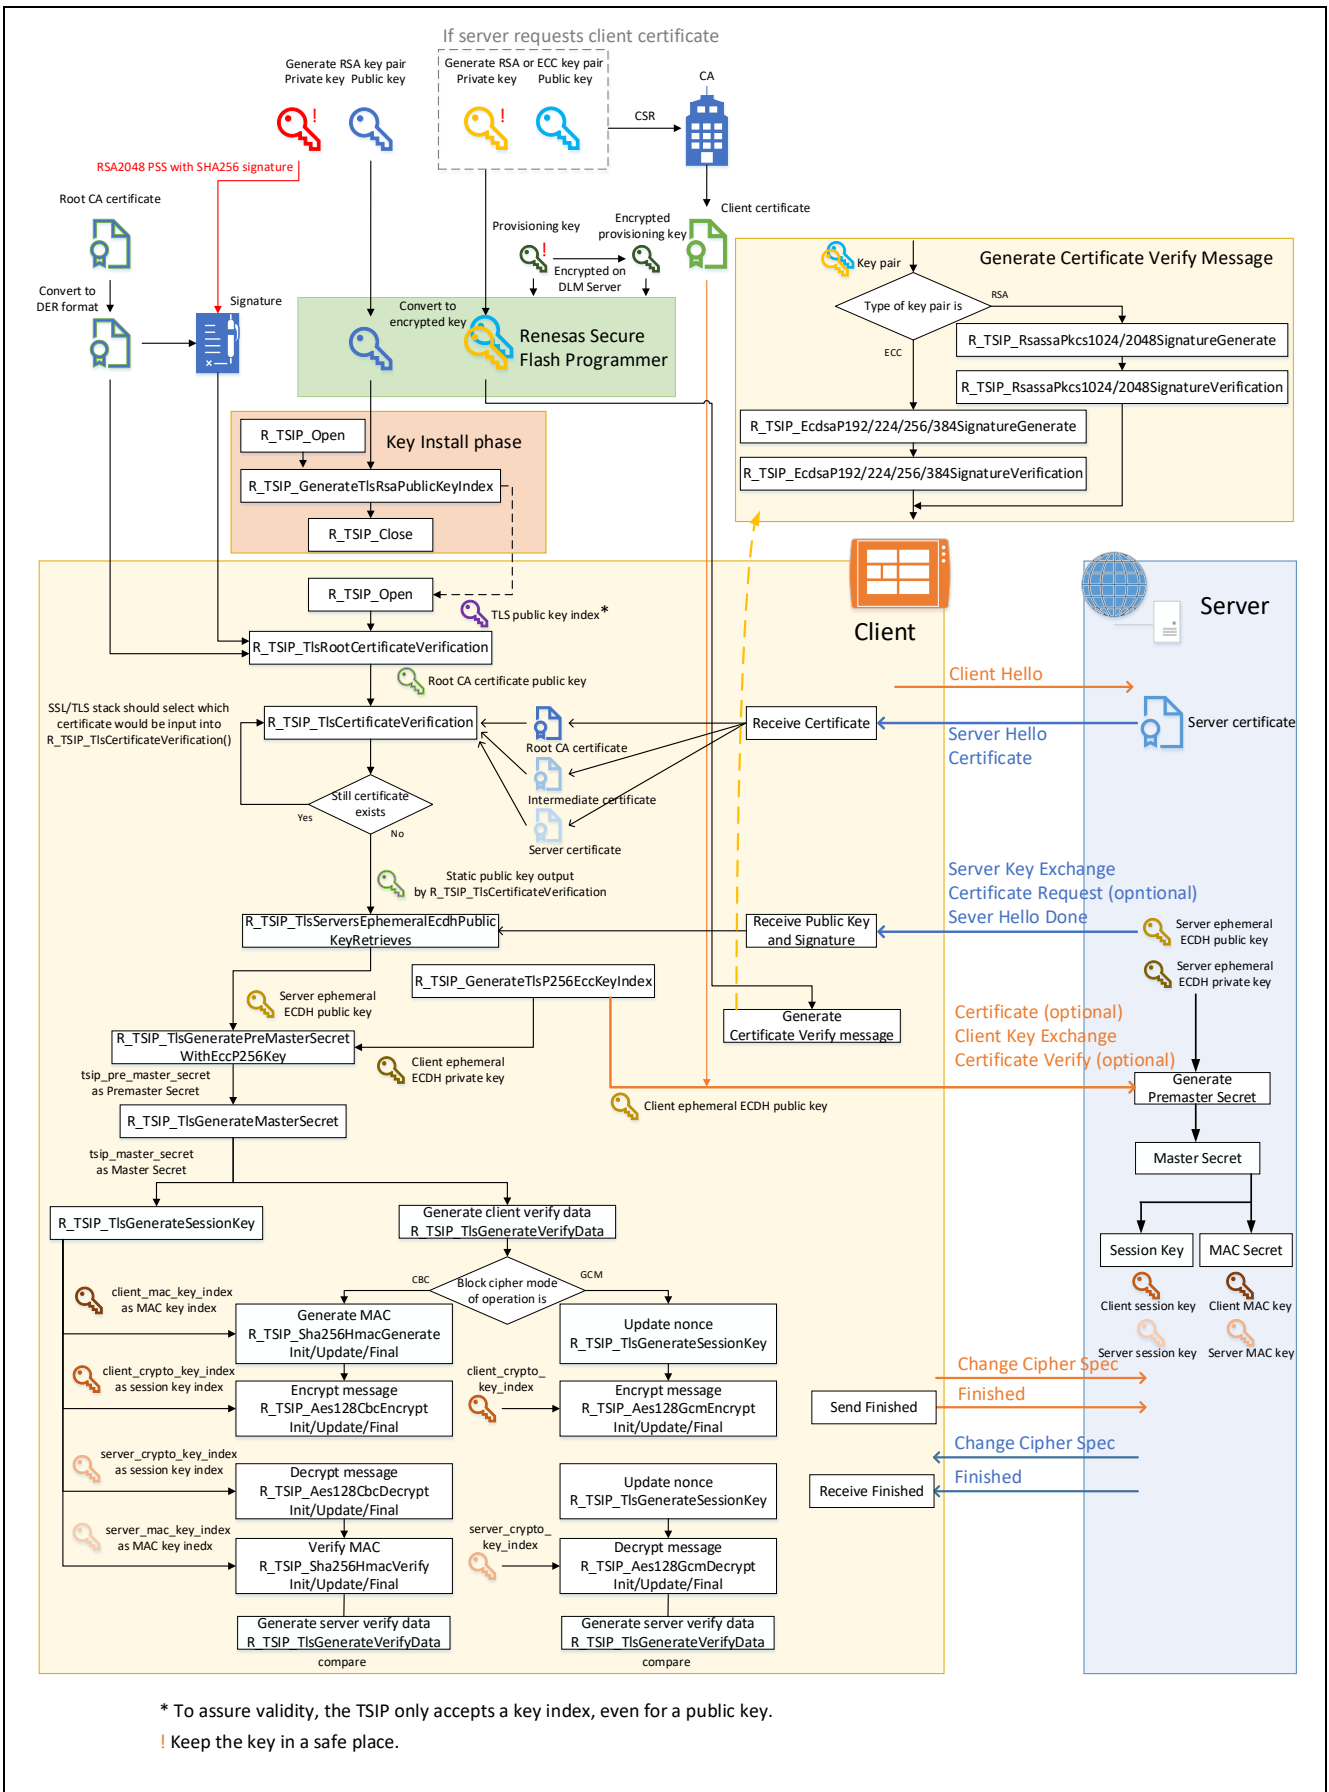 If server requests client certificate
Generate RSA key pair
Private key Public key
Generate RSA or ECC key pair
Private key Public key
!
!
CSR
CA
RSA2048 PSS with SHA256 signature
Root CA certificate
Client certificate
Provisioning key
!
Encrypted
provisioning key
Encrypted on
DLM Server
Convert to
DER format
Signature
Convert to
encrypted key
Renesas Secure
Flash Programmer
Key pair
Generate Certificate Verify Message
Type of key pair is
RSA
ECC
R_TSIP_RsassaPkcs1024/2048SignatureGenerate
R_TSIP_RsassaPkcs1024/2048SignatureVerification
R_TSIP_EcdsaP192/224/256/384SignatureGenerate
R_TSIP_EcdsaP192/224/256/384SignatureVerification
R_TSIP_Open
Key Install phase
R_TSIP_GenerateTlsRsaPublicKeyIndex
R_TSIP_Close
R_TSIP_Open
TLS public key index*
Client
Server
R_TSIP_TlsRootCertificateVerification
Root CA certificate public key
Client Hello
SSL/TLS stack should select which
certificate would be input into
R_TSIP_TlsCertificateVerification()
R_TSIP_TlsCertificateVerification
Root CA certificate
Receive Certificate
Server Hello
Certificate
Server certificate
Still certificate
exists
Yes
No
Intermediate certificate
Server certificate
Static public key output
by R_TSIP_TlsCertificateVerification
Server Key Exchange
Certificate Request (opntional)
Sever Hello Done
R_TSIP_TlsServersEphemeralEcdhPublic
KeyRetrieves
Receive Public Key
and Signature
Server ephemeral
ECDH public key
Server ephemeral
ECDH private key
R_TSIP_GenerateTlsP256EccKeyIndex
Server ephemeral
ECDH public key
Generate
Certificate Verify message
Certificate (optional)
Client Key Exchange
Certificate Verify (optional)
R_TSIP_TlsGeneratePreMasterSecret
WithEccP256Key
Client ephemeral
ECDH private key
tsip_pre_master_secret
as Premaster Secret
Client ephemeral ECDH public key
Generate
Premaster Secret
R_TSIP_TlsGenerateMasterSecret
tsip_master_secret
as Master Secret
Master Secret
R_TSIP_TlsGenerateSessionKey
Generate client verify data
R_TSIP_TlsGenerateVerifyData
Session Key
MAC Secret
Block cipher mode
of operation is
CBC
GCM
client_mac_key_index
as MAC key index
Generate MAC
R_TSIP_Sha256HmacGenerate
Init/Update/Final
Update nonce
R_TSIP_TlsGenerateSessionKey
Client session key
Client MAC key
Server session key
Server MAC key
client_crypto_key_index
as session key index
Encrypt message
R_TSIP_Aes128CbcEncrypt
Init/Update/Final
client_crypto_
key_index
Encrypt message
R_TSIP_Aes128GcmEncrypt
Init/Update/Final
Send Finished
Change Cipher Spec
Finished
server_crypto_key_index
as session key index
Decrypt message
R_TSIP_Aes128CbcDecrypt
Init/Update/Final
Update nonce
R_TSIP_TlsGenerateSessionKey
Receive Finished
Change Cipher Spec
Finished
server_mac_key_index
as MAC key inedx
Verify MAC
R_TSIP_Sha256HmacVerify
Init/Update/Final
server_crypto_
key_index
Decrypt message
R_TSIP_Aes128GcmDecrypt
Init/Update/Final
Generate server verify data
R_TSIP_TlsGenerateVerifyData
compare
Generate server verify data
R_TSIP_TlsGenerateVerifyData
compare
* To assure validity, the TSIP only accepts a key index, even for a public key.
! Keep the key in a safe place.